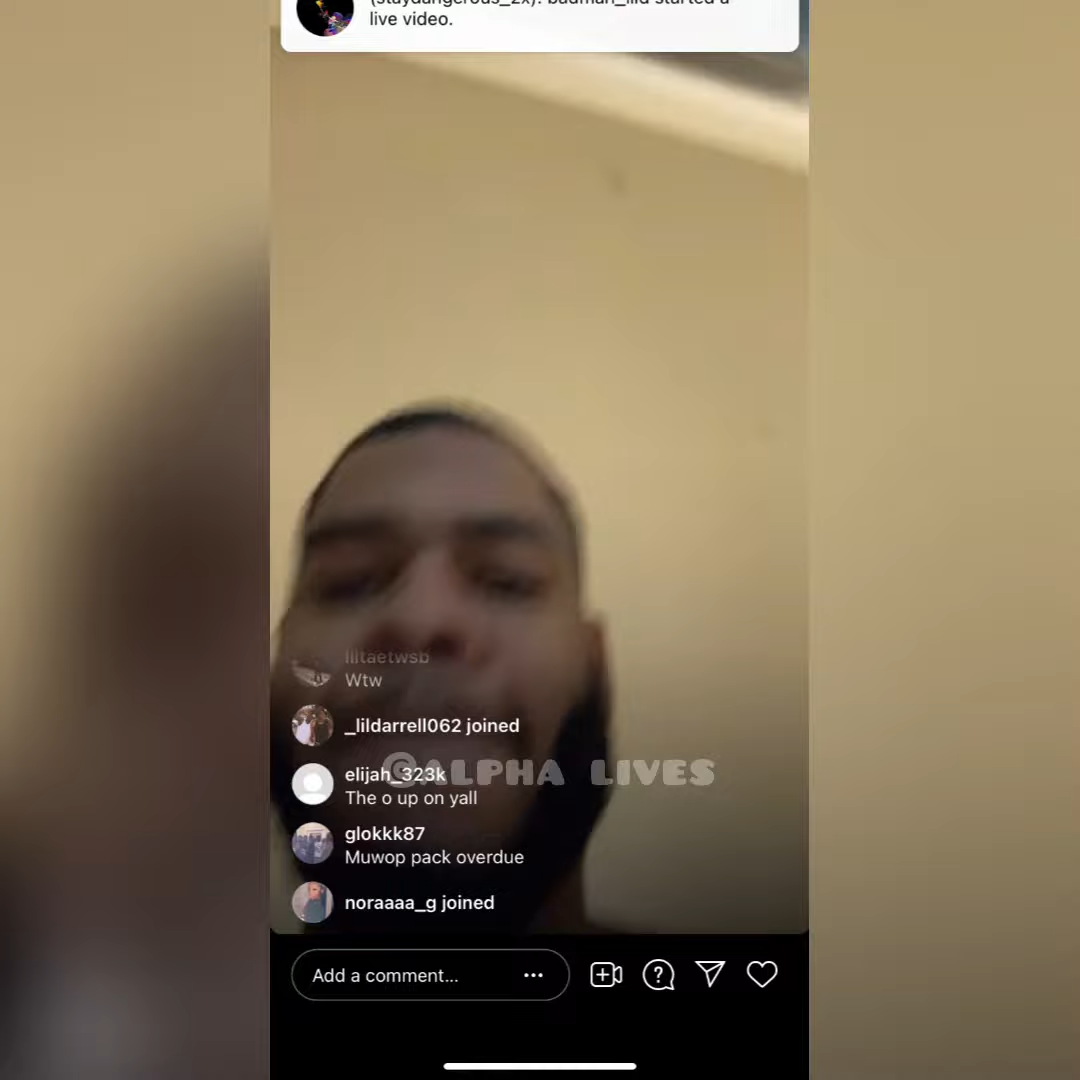 live video.
liltaetwsb
Wtw
_lildarrell062 joined
elijah_323k
The o up on yall
@ALPHA LIVES
glokkk87
Muwop pack overdue
noraaaa_g joined
Add a comment...